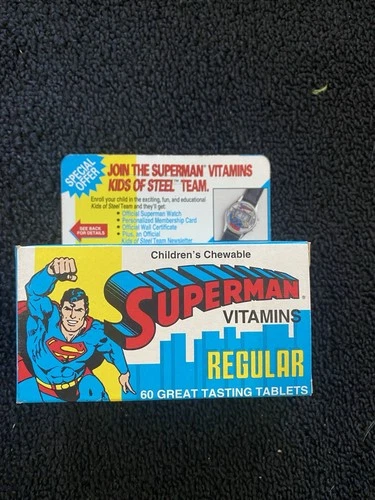 SPECIAL
OFFER
JOIN THE SUPERMAN™ VITAMINS
KIDS OF STEEL™ TEAM.
Enroll your child in the exciting, fun, and educational
Kids of Steel Team and they'll get:
• Official Superman Watch
• Personalized Membership Card
• Official Wall Certificate
• Plus, an Official
Kids of Steel Team Newsletter
SEE BACK
FOR DETAILS
Children's Chewable
SUPERMAN®
VITAMINS
REGULAR
60 GREAT TASTING TABLETS